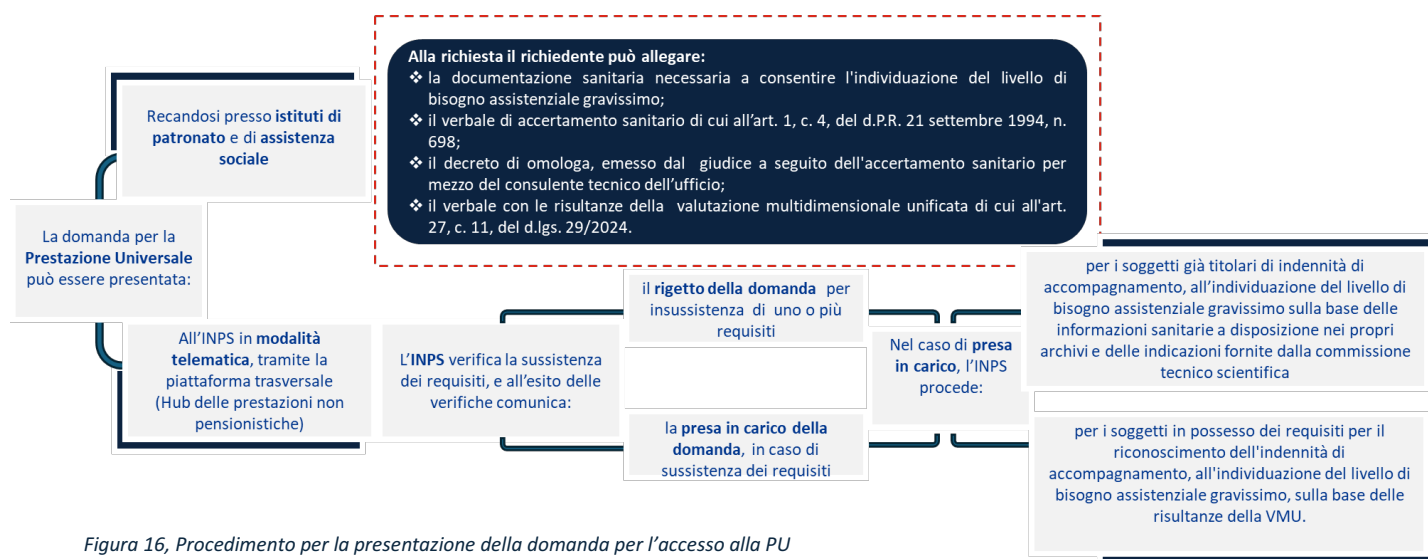 Alla richiesta il richiedente può allegare:
❖ la documentazione sanitaria necessaria a consentire l'individuazione del livello di
bisogno assistenziale gravissimo;
❖ il verbale di accertamento sanitario di cui all’art. 1, c. 4, del d.P.R. 21 settembre 1994, n.
698;
❖ il decreto di omologa, emesso dal giudice a seguito dell'accertamento sanitario per
mezzo del consulente tecnico dell’ufficio;
❖ il verbale con le risultanze della valutazione multidimensionale unificata di cui all'art.
27, c. 11, del d.lgs. 29/2024.
Recandosi presso istituti di
patronato e di assistenza
sociale
La domanda per la
Prestazione Universale
può essere presentata:
All’INPS in modalità
telematica, tramite la
piattaforma trasversale
(Hub delle prestazioni non
pensionistiche)
L’INPS verifica la sussistenza
dei requisiti, e all’esito delle
verifiche comunica:
il rigetto della domanda per
insussistenza di uno o più
requisiti
la presa in carico della
domanda, in caso di
sussistenza dei requisiti
Nel caso di presa
in carico, l’INPS
procede:
per i soggetti già titolari di indennità di
accompagnamento, all’individuazione del livello di
bisogno assistenziale gravissimo sulla base delle
informazioni sanitarie a disposizione nei propri
archivi e delle indicazioni fornite dalla commissione
tecnico scientifica
per i soggetti in possesso dei requisiti per il
riconoscimento dell'indennità di
accompagnamento, all'individuazione del livello di
bisogno assistenziale gravissimo, sulla base delle
risultanze della VMU.
Figura 16, Procedimento per la presentazione della domanda per l’accesso alla PU